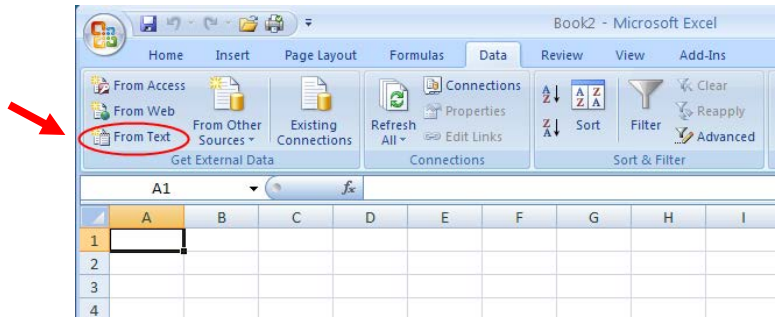 Book2 - Microsoft Excel
Home Insert Page Layout Formulas Data Review View Add-Ins
From Access
From Web
From Text
From Other
Sources
Existing
Connections
Get External Data
Refresh
All
Connections
Properties
Edit Links
Connections
A
Z
Z
A
A Z
Z A
Sort
Filter
Clear
Reapply
Advanced
Sort & Filter
A1 fx
A B C D E F G H I
1
2
3
4